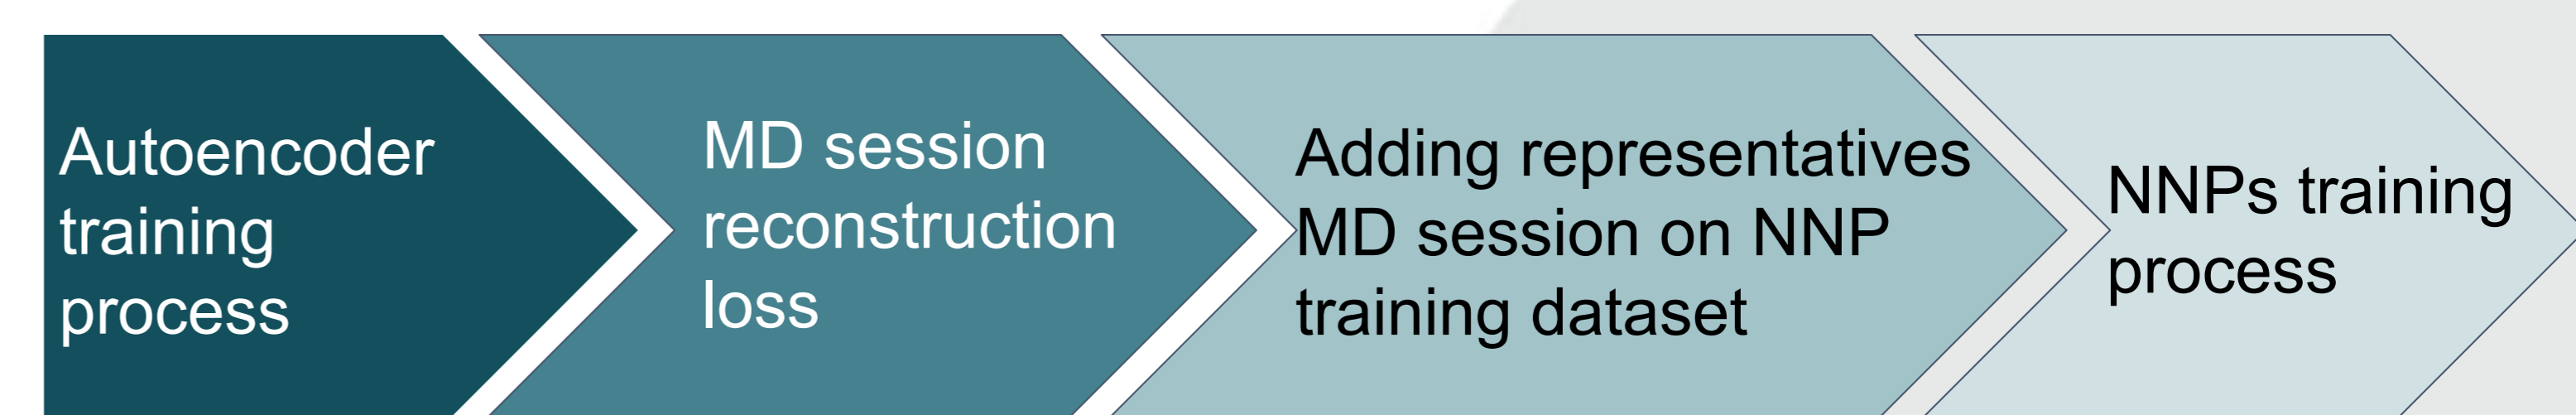 Autoencoder
training
process
MD session
reconstruction
loss
Adding representatives
MD session on NNP
training dataset
NNPs training
process